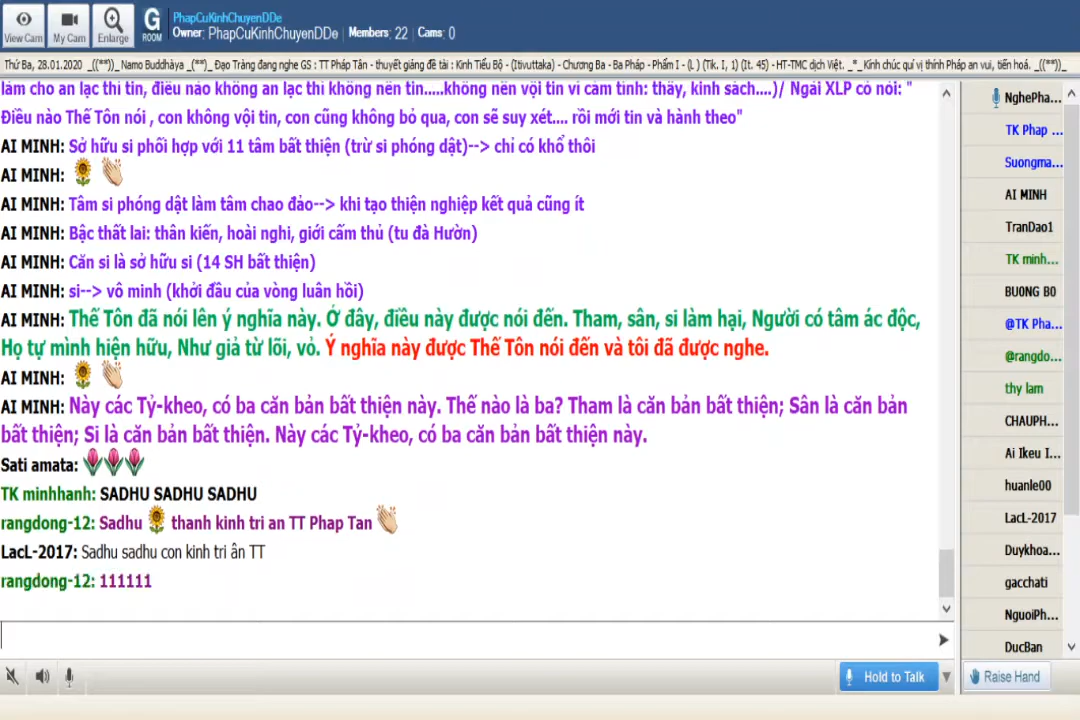 PhapCuKinhChuyenDDe
Owner: PhapCuKinhChuyenDDe | Members: 22 | Cams: 0
View Cam
My Cam
Enlarge
G ROOM
Thứ Ba, 28.01.2020 _((**))_ Namo Buddhàya _(**)_ Đạo Tràng đang nghe GS : TT Pháp Tân - thuyết giảng đề tài : Kinh Tiểu Bộ - (Itivuttaka) - Chương Ba - Ba Pháp - Phẩm I - (L ) (Tk. I, 1) (It. 45) - HT-TMC dịch Việt. _*_ Kính chúc quí vị thính Pháp an vui, tiến hoá. _((**))_
làm cho an lạc thì tin, điều nào không an lạc thì không nên tin.....không nên vội tin vì cảm tính: thầy, kinh sách....)/ Ngài XLP có nói: "
Điều nào Thế Tôn nói , con không vội tin, con cũng không bỏ qua, con sẽ suy xét.... rồi mới tin và hành theo"
AI MINH: Sở hữu si phối hợp với 11 tâm bất thiện (trừ si phóng dật)--> chỉ có khổ thôi
AI MINH:
AI MINH: Tâm si phóng dật làm tâm chao đảo--> khi tạo thiện nghiệp kết quả cũng ít
AI MINH: Bậc thất lai: thân kiến, hoài nghi, giới cấm thủ (tu đà Hườn)
AI MINH: Căn si là sở hữu si (14 SH bất thiện)
AI MINH: si--> vô minh (khởi đầu của vòng luân hồi)
AI MINH: Thế Tôn đã nói lên ý nghĩa này. Ở đây, điều này được nói đến. Tham, sân, si làm hại, Người có tâm ác độc,
Họ tự mình hiện hữu, Như giả từ lõi, vỏ. Ý nghĩa này được Thế Tôn nói đến và tôi đã được nghe.
AI MINH:
AI MINH: Này các Tỷ-kheo, có ba căn bản bất thiện này. Thế nào là ba? Tham là căn bản bất thiện; Sân là căn bản
bất thiện; Si là căn bản bất thiện. Này các Tỷ-kheo, có ba căn bản bất thiện này.
Sati amata:
TK minhhanh: SADHU SADHU SADHU
rangdong-12: Sadhu thanh kinh tri an TT Phap Tan
LacL-2017: Sadhu sadhu con kinh tri ân TT
rangdong-12: 111111
NghePha...
TK Phap ...
Suongma...
AI MINH
TranDao1
TK minh...
BUONG BO
@TK Pha...
@rangdo...
thy lam
CHAUPH...
Ai Ikeu I...
huanle00
LacL-2017
Duykhoa...
gacchati
NguoiPh...
DucBan
Hold to Talk
Raise Hand